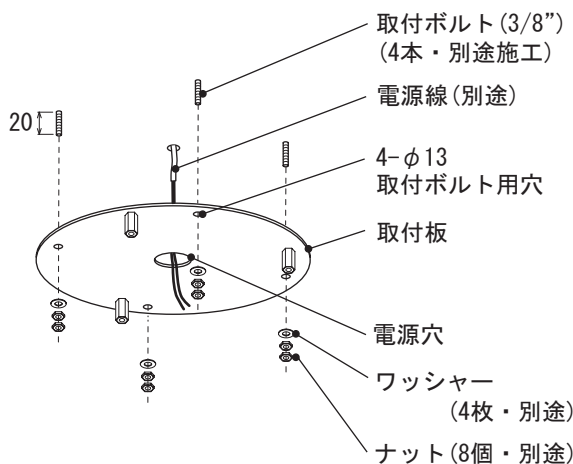 取付ボルト(3/8”)
(4本・別途施工)
電源線(別途)
20
4-φ13
取付ボルト用穴
取付板
電源穴
ワッシャー
(4枚・別途)
ナット(8個・別途)